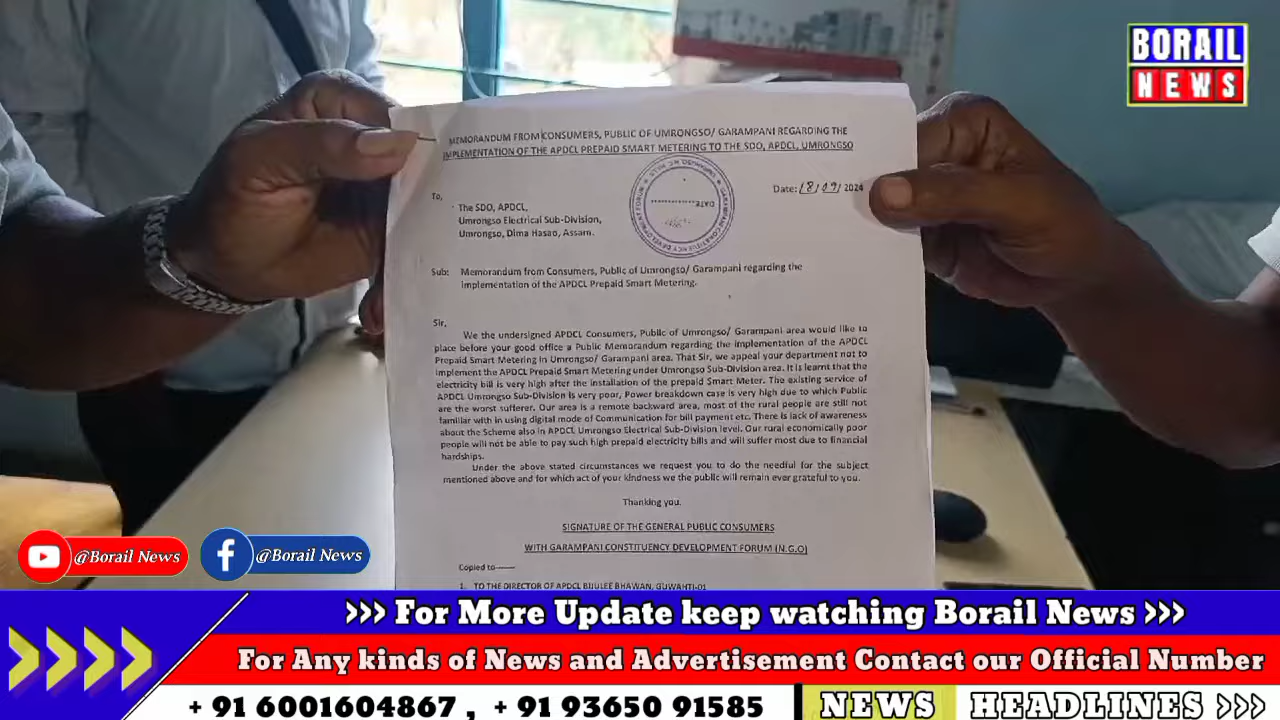 BORAIL
NEWS
MEMORANDUM FROM CONSUMERS, PUBLIC OF UMRONGSO/ GARAMPANI REGARDING THE
IMPLEMENTATION OF THE APDCL PREPAID SMART METERING TO THE SDO, APDCL, UMRONGSO
Date: 18/09/2024
To,
The SDO, APDCL,
Umrongso Electrical Sub-Division,
Umrongso, Dima Hasao, Assam.
GARAMPANI CONSTITUENCY DEVELOPMENT FORUM
DATE
Sub: Memorandum from Consumers, Public of Umrongso/ Garampani regarding the
implementation of the APDCL Prepaid Smart Metering.
Sir,
We the undersigned APDCL Consumers, Public of Umrongso/ Garampani area would like to
place before your good office a Public Memorandum regarding the implementation of the APDCL
Prepaid Smart Metering in Umrongso/ Garampani area. That Sir, we appeal your department not to
implement the APDCL Prepaid Smart Metering under Umrongso Sub-Division area. It is learnt that the
electricity bill is very high after the installation of the prepaid Smart Meter. The existing service of
APDCL Umrongso Sub-Division is very poor, Power breakdown case is very high due to which Public
are the worst sufferer. Our area is a remote backward area, most of the rural people are still not
familiar with in using digital mode of Communication for bill payment etc. There is lack of awareness
about the Scheme also in APDCL Umrongso Electrical Sub-Division level. Our rural economically poor
people will not be able to pay such high prepaid electricity bills and will suffer most due to financial
hardships.
Under the above stated circumstances we request you to do the needful for the subject
mentioned above and for which act of your kindness we the public will remain ever grateful to you.
Thanking you.
SIGNATURE OF THE GENERAL PUBLIC CONSUMERS
WITH GARAMPANI CONSTITUENCY DEVELOPMENT FORUM (N.G.O)
Copied to——
1. TO THE DIRECTOR OF APDCL BIJULEE BHAWAN, GUWAHTI-01
@Borail News
@Borail News
>>> For More Update keep watching Borail News >>>
For Any kinds of News and Advertisement Contact our Official Number
+ 91 6001604867 , + 91 93650 91585
NEWS HEADLINES >>>